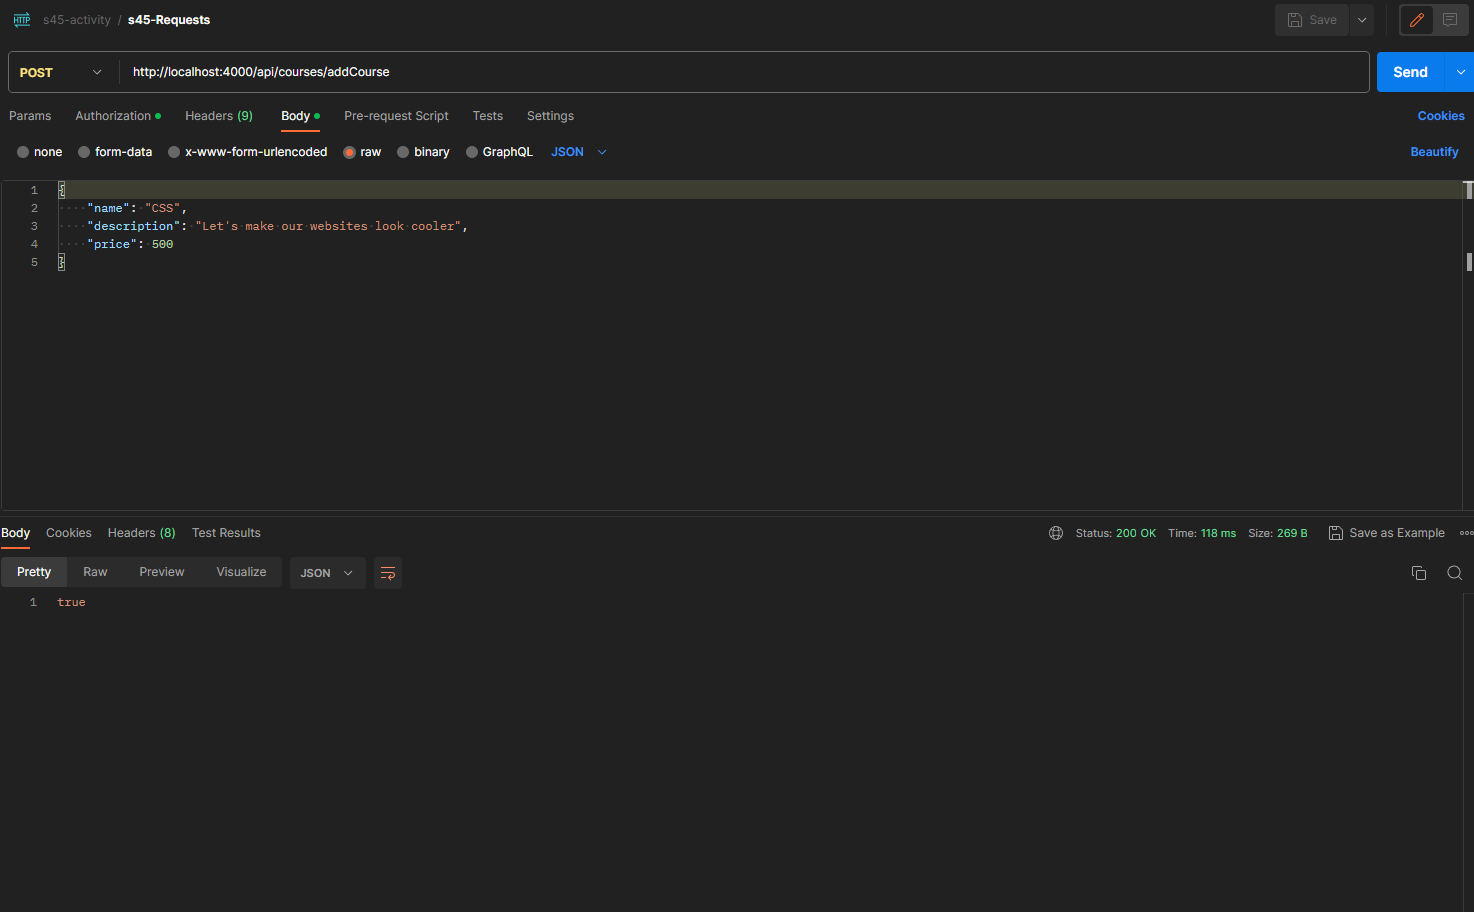 HTTP s45-activity / s45-Requests Save
POST http://localhost:4000/api/courses/addCourse Send
Params Authorization Headers (9) Body Pre-request Script Tests Settings Cookies
none form-data x-www-form-urlencoded raw binary GraphQL JSON Beautify
1 {
2 "name": "CSS",
3 "description": "Let's make our websites look cooler",
4 "price": 500
5 }
Body Cookies Headers (8) Test Results Status: 200 OK Time: 118 ms Size: 269 B Save as Example
Pretty Raw Preview Visualize JSON
1 true